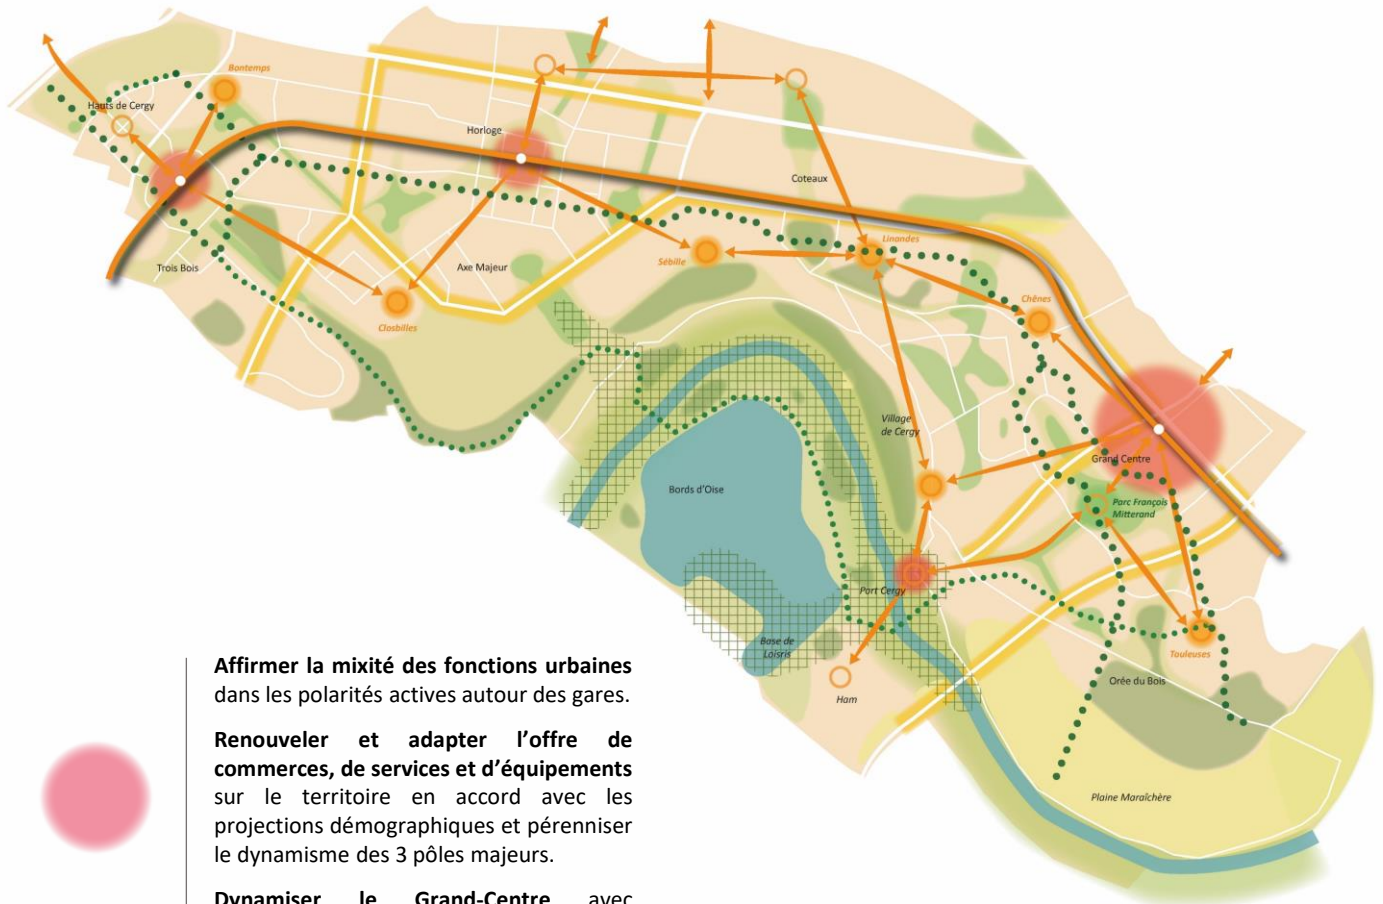 Bontemps
Hauts de Cergy
Horloge
Coteaux
Linandes
Sébille
Trois Bois
Axe Majeur
Closbilles
Chênes
Village
de Cergy
Grand Centre
Bords d'Oise
Parc François
Mitterand
Port Cergy
Base de
Loisris
Ham
Touleuses
Orée du Bois
Plaine Maraîchère
Affirmer la mixité des fonctions urbaines
dans les polarités actives autour des gares.
Renouveler et adapter l'offre de
commerces, de services et d'équipements
sur le territoire en accord avec les
projections démographiques et pérenniser
le dynamisme des 3 pôles majeurs.
Dynamiser le Grand-Centre avec